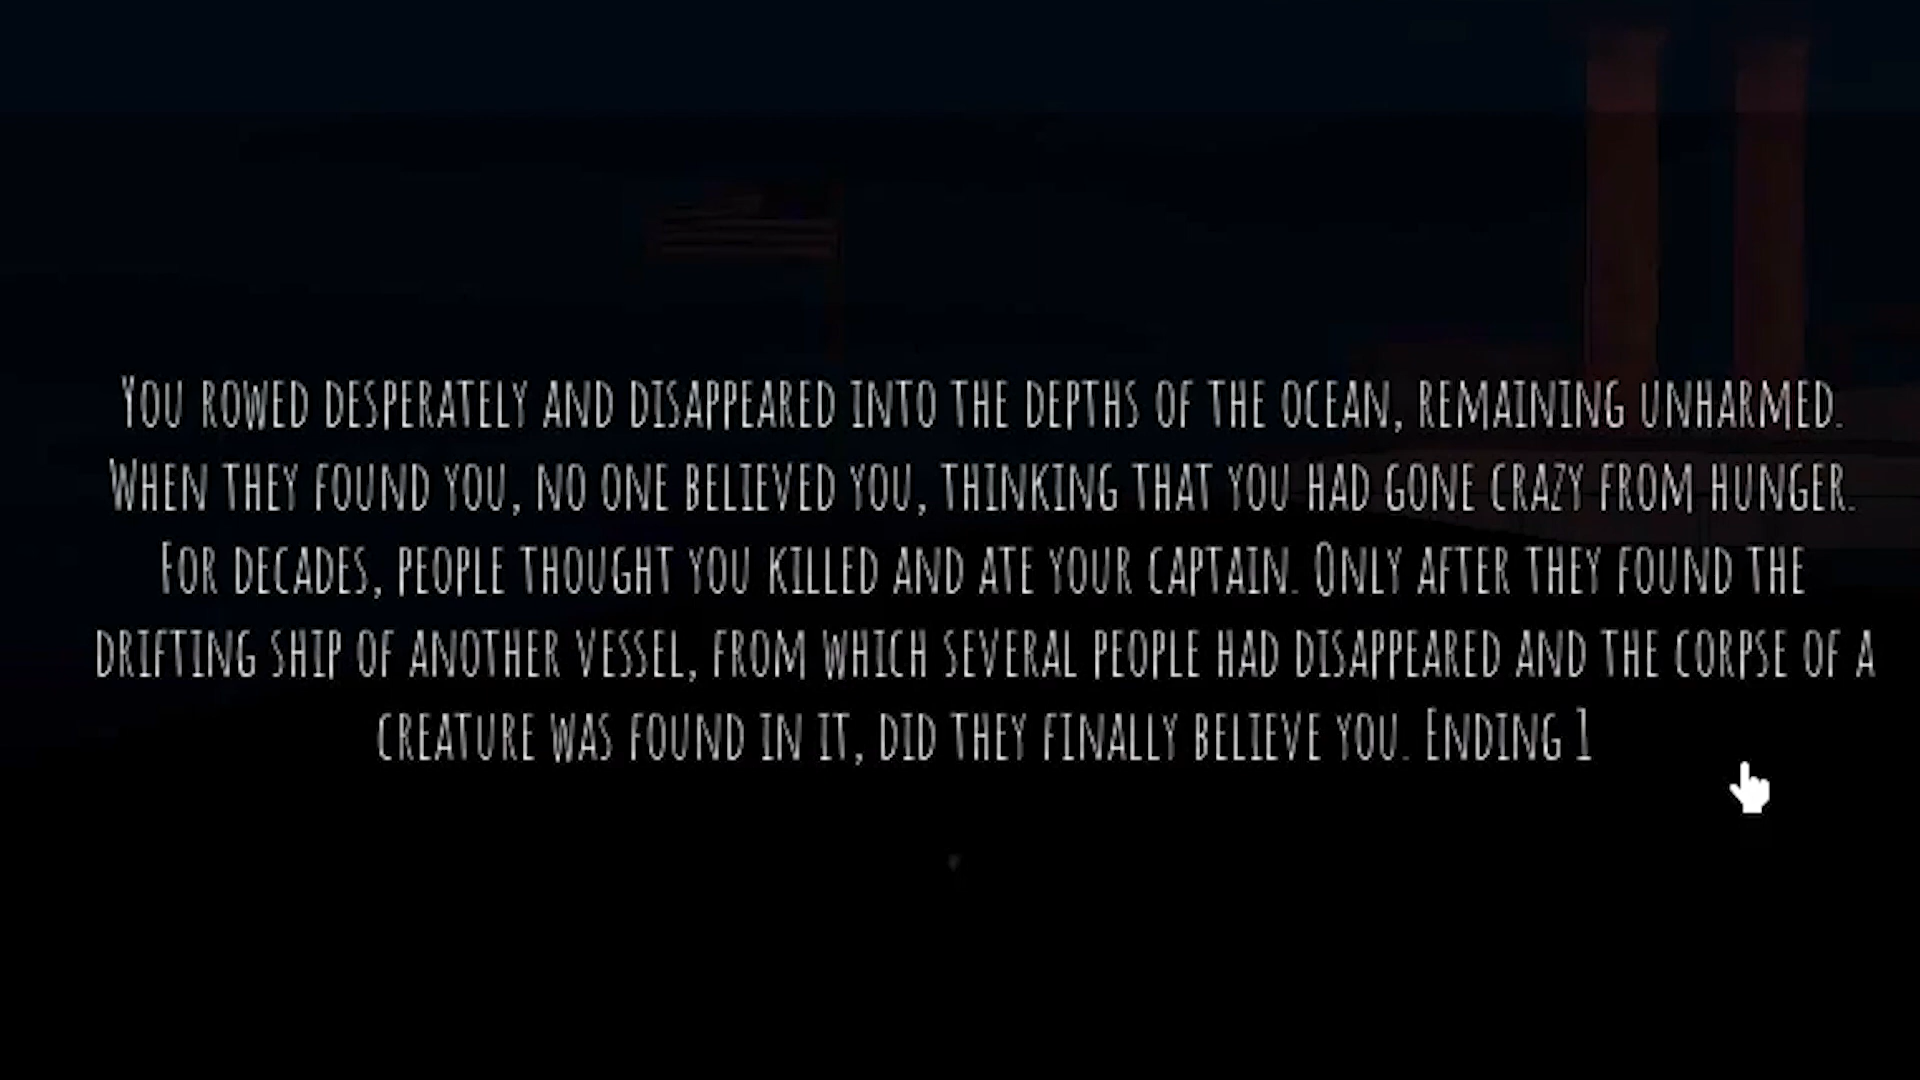 You rowed desperately and disappeared into the depths of the ocean, remaining unharmed.
When they found you, no one believed you, thinking that you had gone crazy from hunger.
For decades, people thought you killed and ate your captain. Only after they found the
drifting ship of another vessel, from which several people had disappeared and the corpse of a
creature was found in it, did they finally believe you. Ending 1